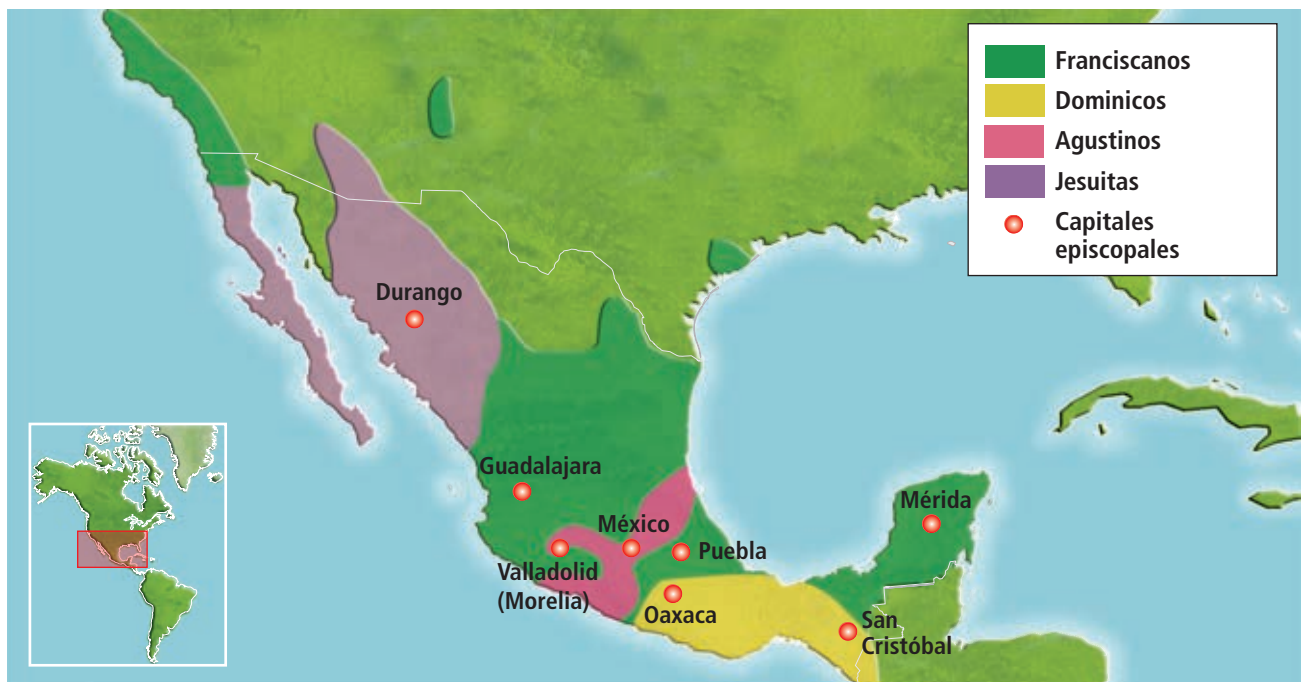 Franciscanos
Dominicos
Agustinos
Jesuitas
Capitales
episcopales
Durango
Guadalajara
México
Mérida
Puebla
Valladolid
(Morelia)
Oaxaca
San
Cristóbal